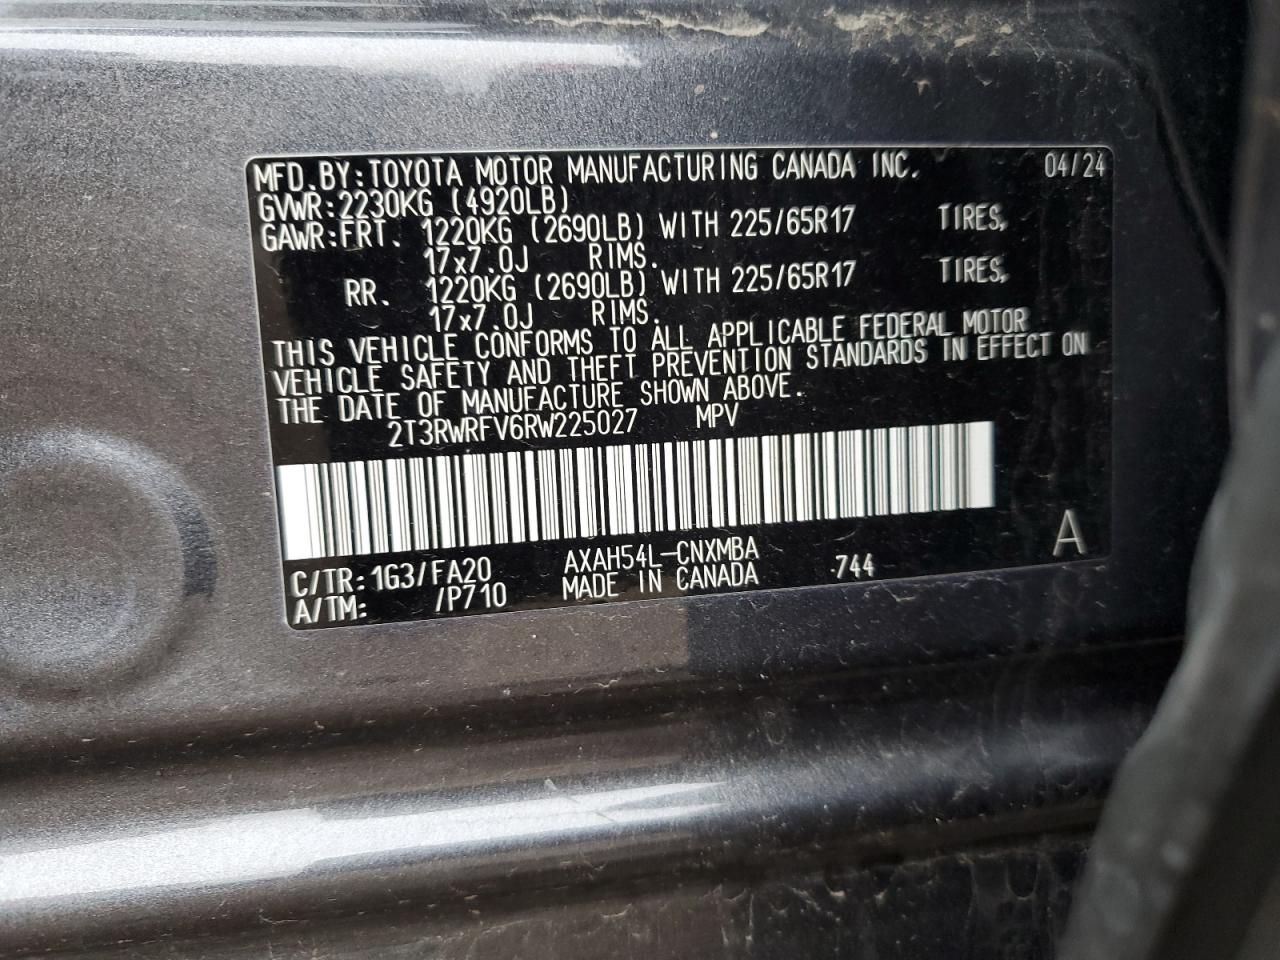 MFD.BY:TOYOTA MOTOR MANUFACTURING CANADA INC. 04/24
GVWR:2230KG (4920LB)
GAWR:FRT. 1220KG (2690LB) WITH 225/65R17 TIRES,
17x7.0J RIMS.
RR. 1220KG (2690LB) WITH 225/65R17 TIRES,
17x7.0J RIMS.
THIS VEHICLE CONFORMS TO ALL APPLICABLE FEDERAL MOTOR
VEHICLE SAFETY AND THEFT PREVENTION STANDARDS IN EFFECT ON
THE DATE OF MANUFACTURE SHOWN ABOVE.
2T3RWRFV6RW225027 MPV
C/TR:1G3/FA20 AXAH54L-CNXMBA -744 A
A/TM: /P710 MADE IN CANADA